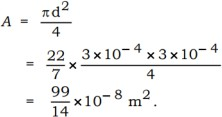 A = πd²/4
= 22/7 × 3×10⁻⁴ × 3×10⁻⁴/4
= 99/14 ×10⁻⁸ m².